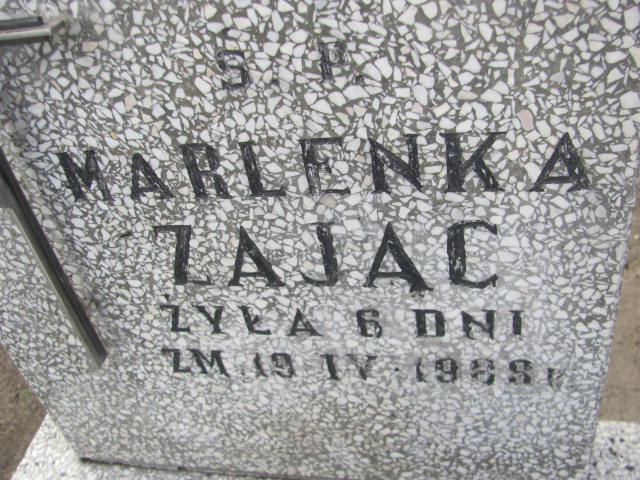 Ś. P.
MARLENKA
ZAJĄC
ŻYŁA 6 DNI
ZM. 19 IV. 1988 r